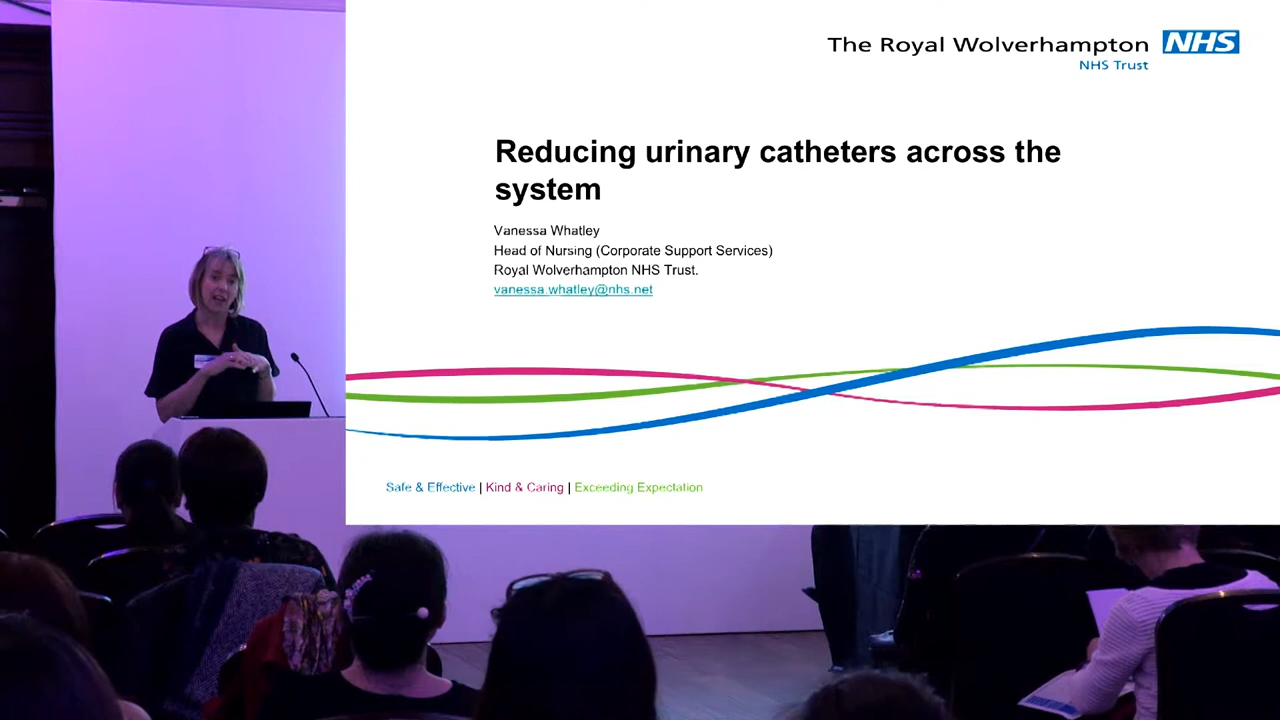 The Royal Wolverhampton NHS
NHS Trust
Reducing urinary catheters across the
system
Vanessa Whatley
Head of Nursing (Corporate Support Services)
Royal Wolverhampton NHS Trust.
vanessa.whatley@nhs.net
Safe & Effective | Kind & Caring | Exceeding Expectation